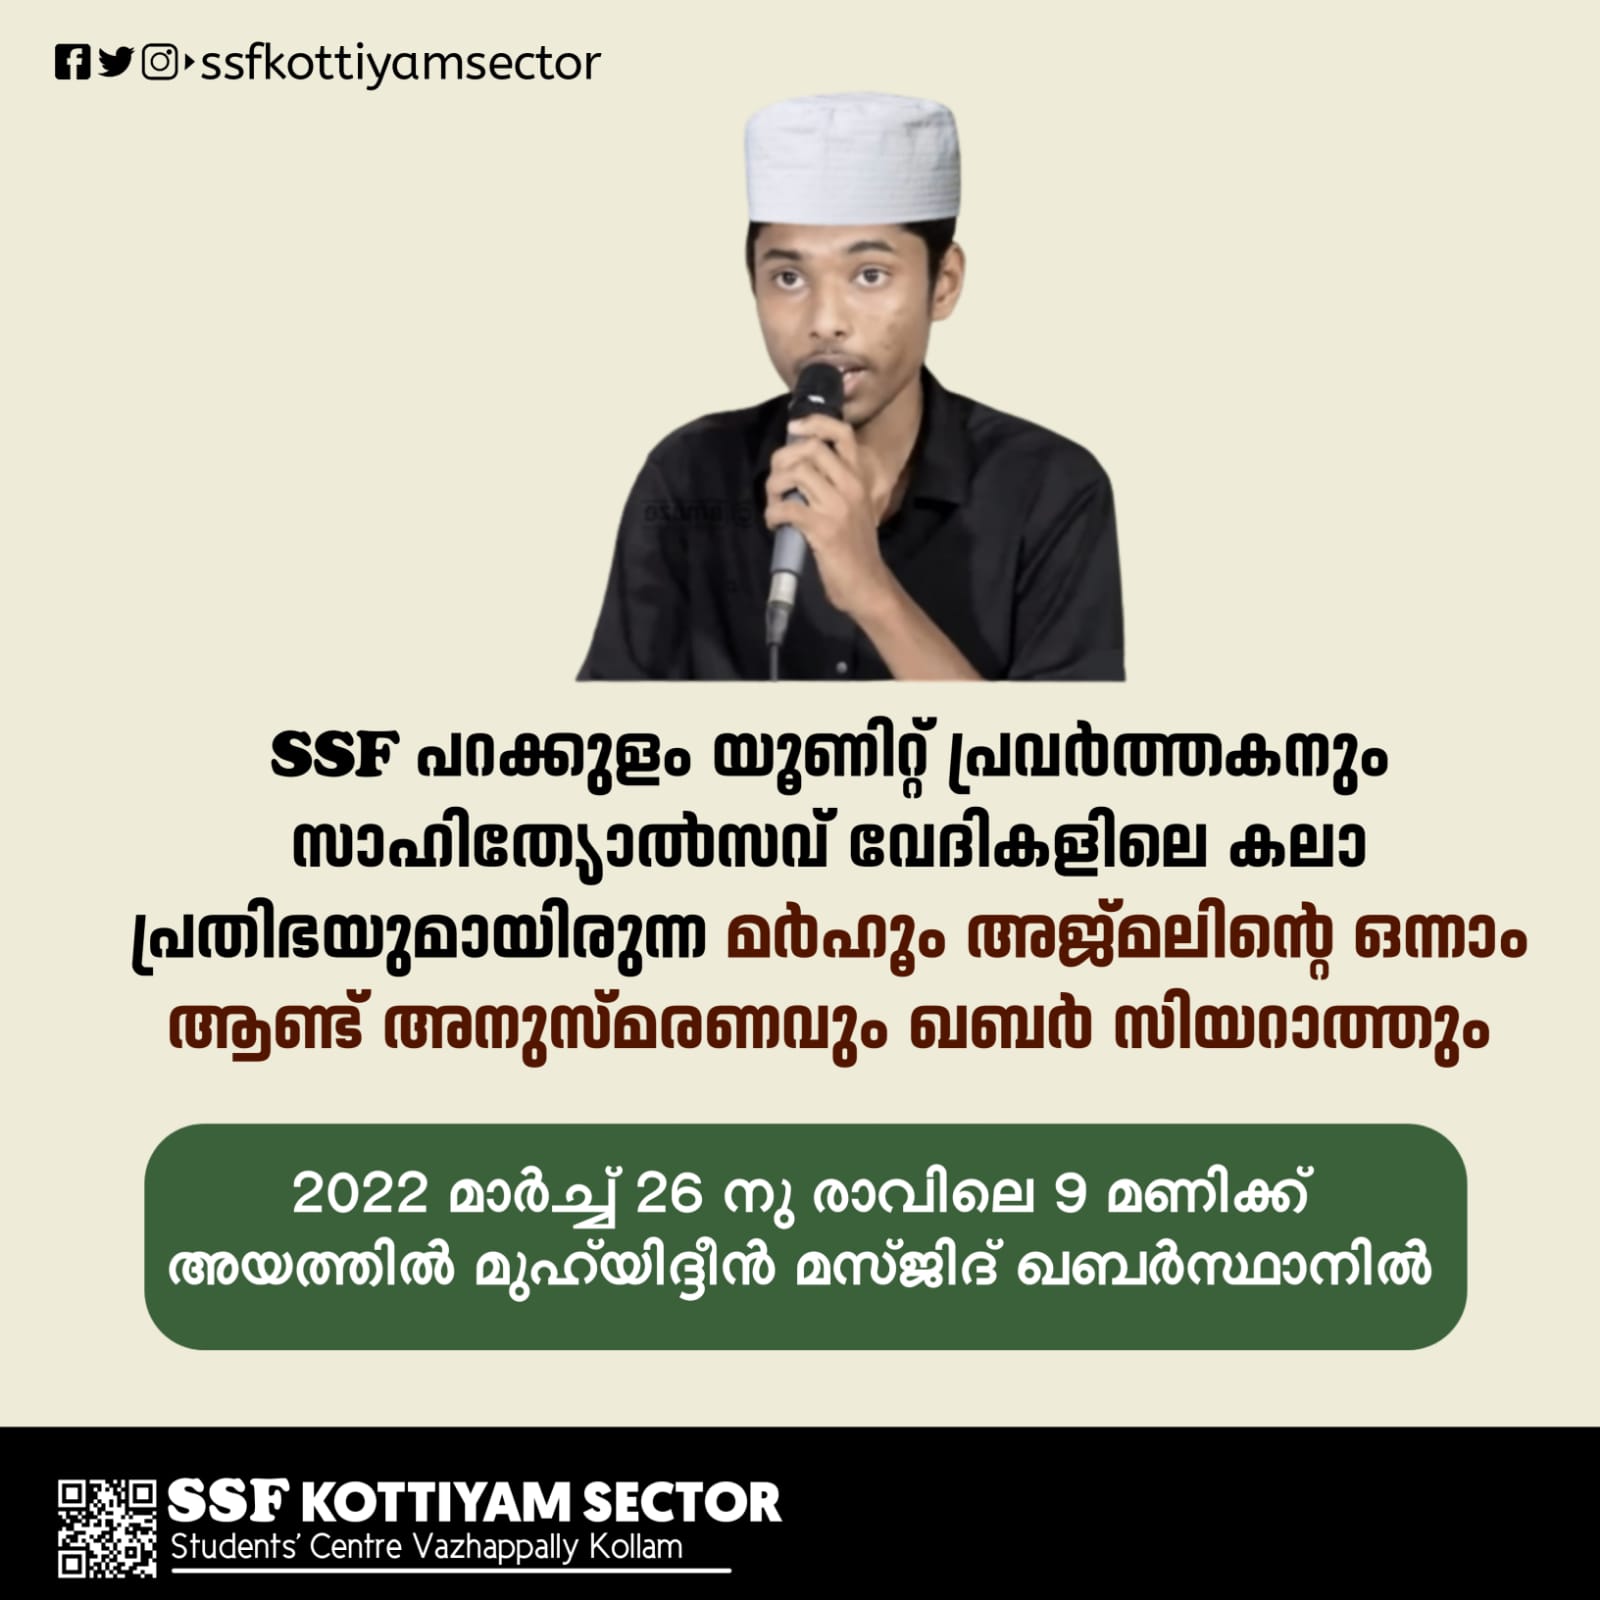 ssfkottiyamsector
SSF പറക്കുളം യൂണിറ്റ് പ്രവർത്തകനും
സാഹിത്യോൽസവ് വേദികളിലെ കലാ
പ്രതിഭയുമായിരുന്ന മർഹൂം അജ്മലിന്റെ ഒന്നാം
ആണ്ട് അനുസ്മരണവും ഖബർ സിയറാത്തും
2022 മാർച്ച് 26 നു രാവിലെ 9 മണിക്ക്
അയത്തിൽ മുഹ്‌യിദ്ദീൻ മസ്ജിദ് ഖബർസ്ഥാനിൽ
SSF KOTTIYAM SECTOR
Students’ Centre Vazhappally Kollam